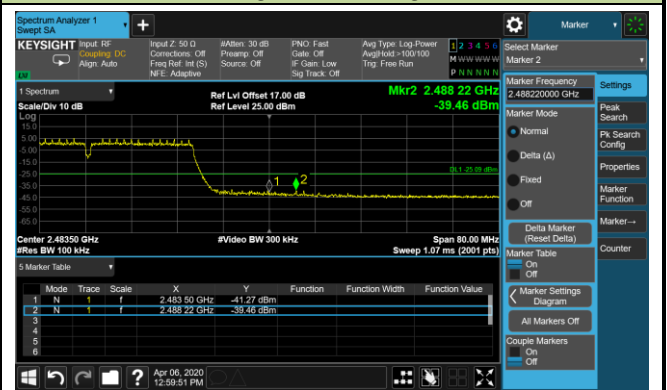 Spectrum Analyzer 1
Swept SA
Marker
KEYSIGHT Input: RF Input Z: 50 Ω #Atten: 30 dB PNO: Fast Avg Type: Log-Power 1 2 3 4 5 6
Coupling: DC Corrections: Off Preamp: Off Gate: Off Avg|Hold:>100/100 M W W W W W
Align: Auto Freq Ref: Int (S) Source: Off IF Gain: Low Trig: Free Run
NFE: Adaptive Sig Track: Off P N N N N N
LXI
Select Marker
Marker 2
1 Spectrum
Ref Lvl Offset 17.00 dB Mkr2 2.488 22 GHz
Scale/Div 10 dB Ref Level 25.00 dBm -39.46 dBm
Log
15.0
5.00
-5.00
-15.0
-25.0
-35.0
-45.0
-55.0
-65.0
DL1 -25.09 dBm
1
2
Center 2.48350 GHz #Video BW 300 kHz Span 80.00 MHz
#Res BW 100 kHz Sweep 1.07 ms (2001 pts)
5 Marker Table
Mode Trace Scale X Y Function Function Width Function Value
1 N 1 f 2.483 50 GHz -41.27 dBm
2 N 1 f 2.488 22 GHz -39.46 dBm
3
4
5
6
Marker Frequency
2.488220000 GHz
Marker Mode
Normal
Delta (Δ)
Fixed
Off
Delta Marker
(Reset Delta)
Marker Table
On
Off
Marker Settings
Diagram
All Markers Off
Couple Markers
On
Off
Settings
Peak
Search
Pk Search
Config
Properties
Marker
Function
Marker→
Counter
?
Apr 06, 2020
12:59:51 PM